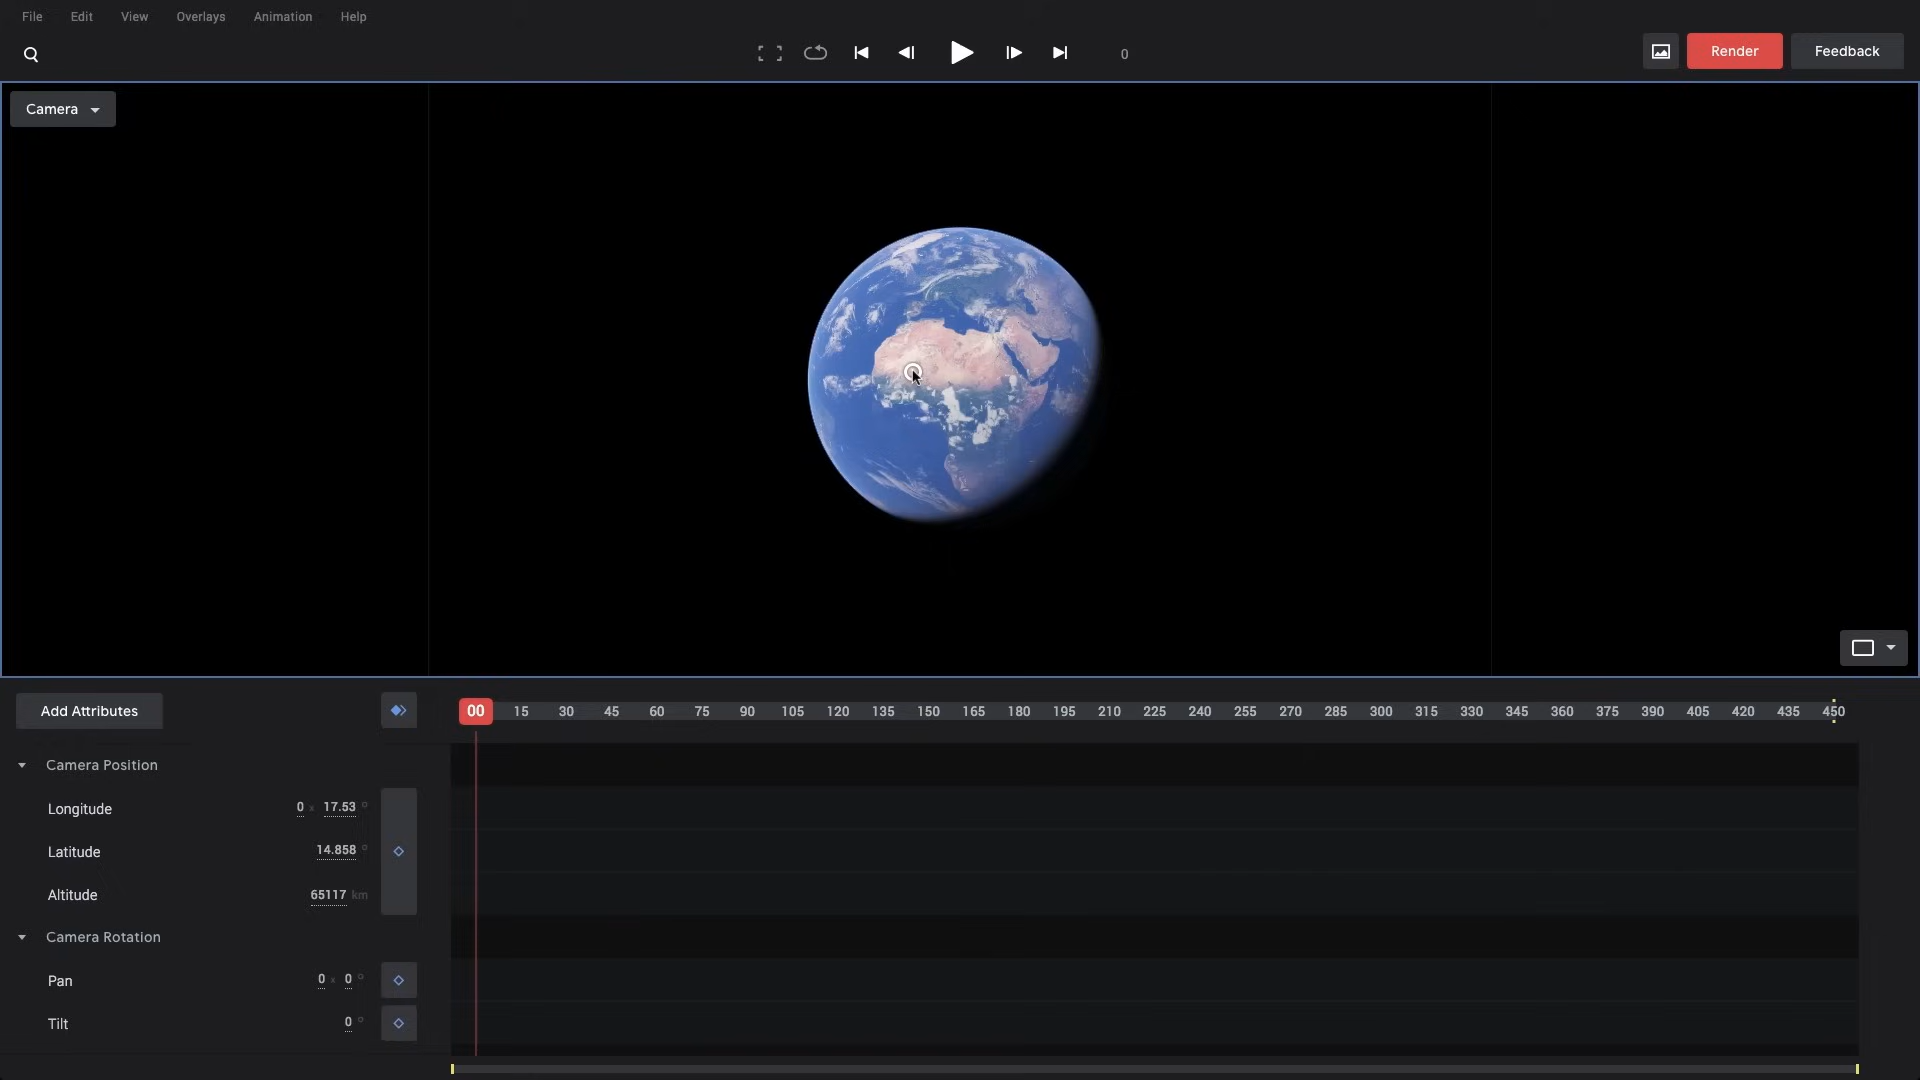 File Edit View Overlays Animation Help
0
Render Feedback
Camera
Add Attributes
00 15 30 45 60 75 90 105 120 135 150 165 180 195 210 225 240 255 270 285 300 315 330 345 360 375 390 405 420 435 450
Camera Position
Longitude 0 x 17.53 °
Latitude 14.858 °
Altitude 65117 km
Camera Rotation
Pan 0 x 0 °
Tilt 0 °